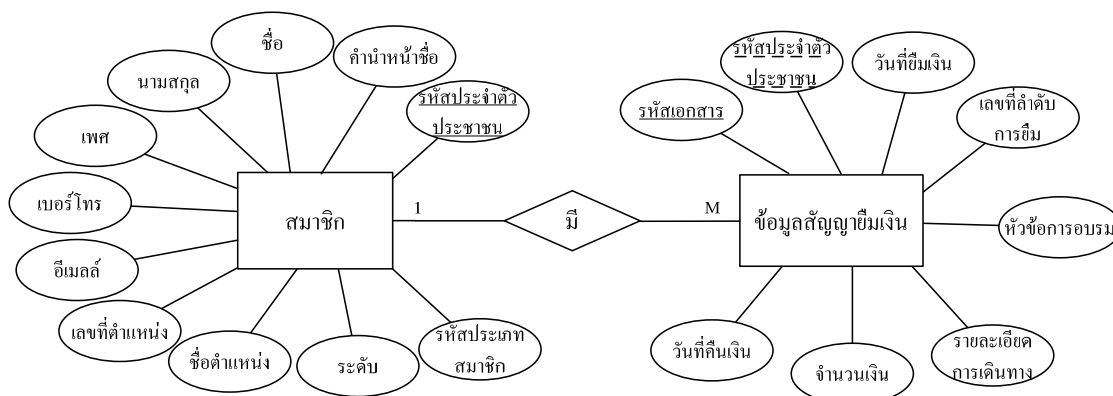 ชื่อ
คำนำหน้าชื่อ
นามสกุล
รหัสประจำตัว
ประชาชน
เพศ
เบอร์โทร
สมาชิก
อีเมลล์
เลขที่ตำแหน่ง
ชื่อตำแหน่ง
ระดับ
รหัสประเภท
สมาชิก
1
มี
M
รหัสประจำตัว
ประชาชน
วันที่ยืมเงิน
รหัสเอกสาร
เลขที่ลำดับ
การยืม
ข้อมูลสัญญายืมเงิน
หัวข้อการอบรม
วันที่คืนเงิน
จำนวนเงิน
รายละเอียด
การเดินทาง